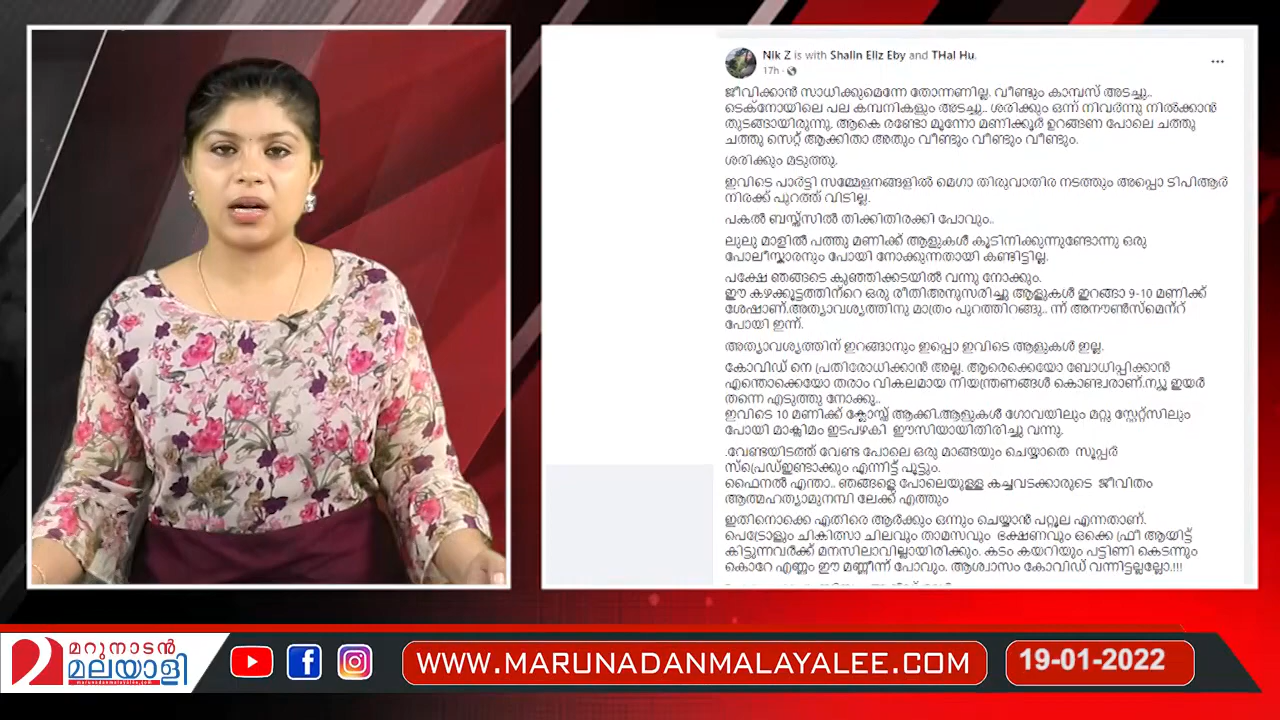 Nik Z is with Shalin Eliz Eby and THal Hu.
17h
ജീവിക്കാൻ സാധിക്കുമെന്നേ തോന്നണില്ല. വീണ്ടും കാമ്പസ് അടച്ചു..
ടെക്നോയിലെ പല കമ്പനികളും അടച്ചു.. ശരിക്കും ഒന്ന് നിവർന്നു നിൽക്കാൻ
തുടങ്ങായിരുന്നു. ആകെ രണ്ടോ മൂന്നോ മണിക്കൂർ ഉറങ്ങണ പോലെ ചത്തു
ചത്തു സെറ്റ് ആക്കിതാ അതും വീണ്ടും വീണ്ടും വീണ്ടും.
ശരിക്കും മടുത്തു.
ഇവിടെ പാർട്ടി സമ്മേളനങ്ങളിൽ മെഗാ തിരുവാതിര നടത്തും അപ്പൊ ടിപിആർ
നിരക്ക് പുറത്ത് വിടില്ല.
പകൽ ബസ്സ്സിൽ തിക്കിതിരക്കി പോവും..
ലുലു മാളിൽ പത്തു മണിക്ക് ആളുകൾ കൂടിനിക്കുന്നുണ്ടോന്നു ഒരു
പോലീസ്കാരനും പോയി നോക്കുന്നതായി കണ്ടിട്ടില്ല.
പക്ഷേ ഞങ്ങടെ കുഞ്ഞിക്കടയിൽ വന്നു നോക്കും.
ഈ കഴക്കൂട്ടത്തിന്റെ ഒരു രീതിഅനുസരിച്ചു ആളുകൾ ഇറങ്ങാ 9-10 മണിക്ക്
ശേഷാണ്.അത്യാവശ്യത്തിനു മാത്രം പുറത്തിറങ്ങു.. ന്ന് അനൗൺസ്മെന്റ്
പോയി ഇന്ന്.
അത്യാവശ്യത്തിന് ഇറങ്ങാനും ഇപ്പൊ ഇവിടെ ആളുകൾ ഇല്ല.
കോവിഡ് നെ പ്രതിരോധിക്കാൻ അല്ല. ആരെക്കെയോ ബോധിപ്പിക്കാൻ
എന്തൊക്കെയോ തരാം വികലമായ നിയന്ത്രണങ്ങൾ കൊണ്ടുവരാണ്.ന്യൂ ഇയർ
തന്നെ എടുത്തു നോക്കൂ..
ഇവിടെ 10 മണിക്ക് ക്ലോസ്സ് ആക്കി.ആളുകൾ ഗോവയിലും മറ്റു സ്റ്റേറ്റ്സിലും
പോയി മാക്സിമം ഇടപഴകി ഈസിയായിതിരിച്ചു വന്നു.
.വേണ്ടയിടത്ത് വേണ്ട പോലെ ഒരു മാങ്ങയും ചെയ്യാതെ സൂപ്പർ
സ്പ്രെഡ്ഇണ്ടാക്കും എന്നിട്ട് പൂട്ടും.
ഫൈനൽ എന്താ.. ഞങ്ങളെ പോലെയുള്ള കച്ചവടക്കാരുടെ ജീവിതം
ആത്മഹത്യാമുനമ്പി ലേക്ക് എത്തും
ഇതിനൊക്കെ എതിരെ ആർക്കും ഒന്നും ചെയ്യാൻ പറ്റൂല എന്നതാണ്.
പെട്രോളും ചികിത്സാ ചിലവും താമസവും ഭക്ഷണവും ഒക്കെ ഫ്രീ ആയിട്ട്
കിട്ടുന്നവർക്ക് മനസിലാവില്ലായിരിക്കും. കടം കയറിയും പട്ടിണി കെടന്നും
കൊറേ എണ്ണം ഈ മണ്ണീന്ന് പോവും. ആശ്വാസം കോവിഡ് വന്നിട്ടല്ലല്ലോ.!!!
മറുനാടൻ
മലയാളി
marunadanmalayalee.com
WWW.MARUNADANMALAYALEE.COM
19-01-2022